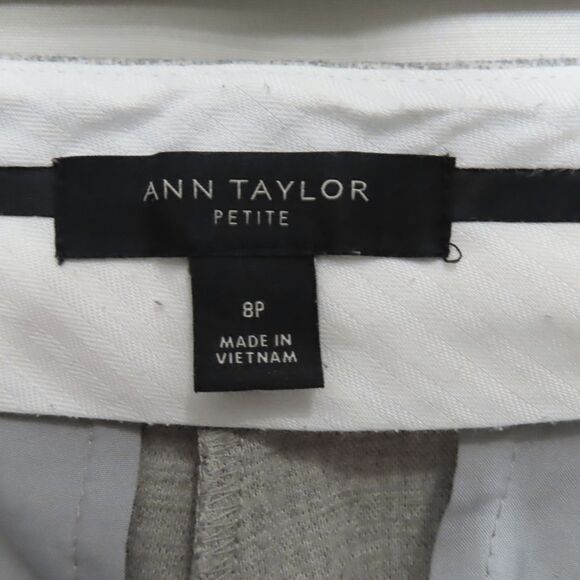 ANN TAYLOR
PETITE
8P
MADE IN
VIETNAM